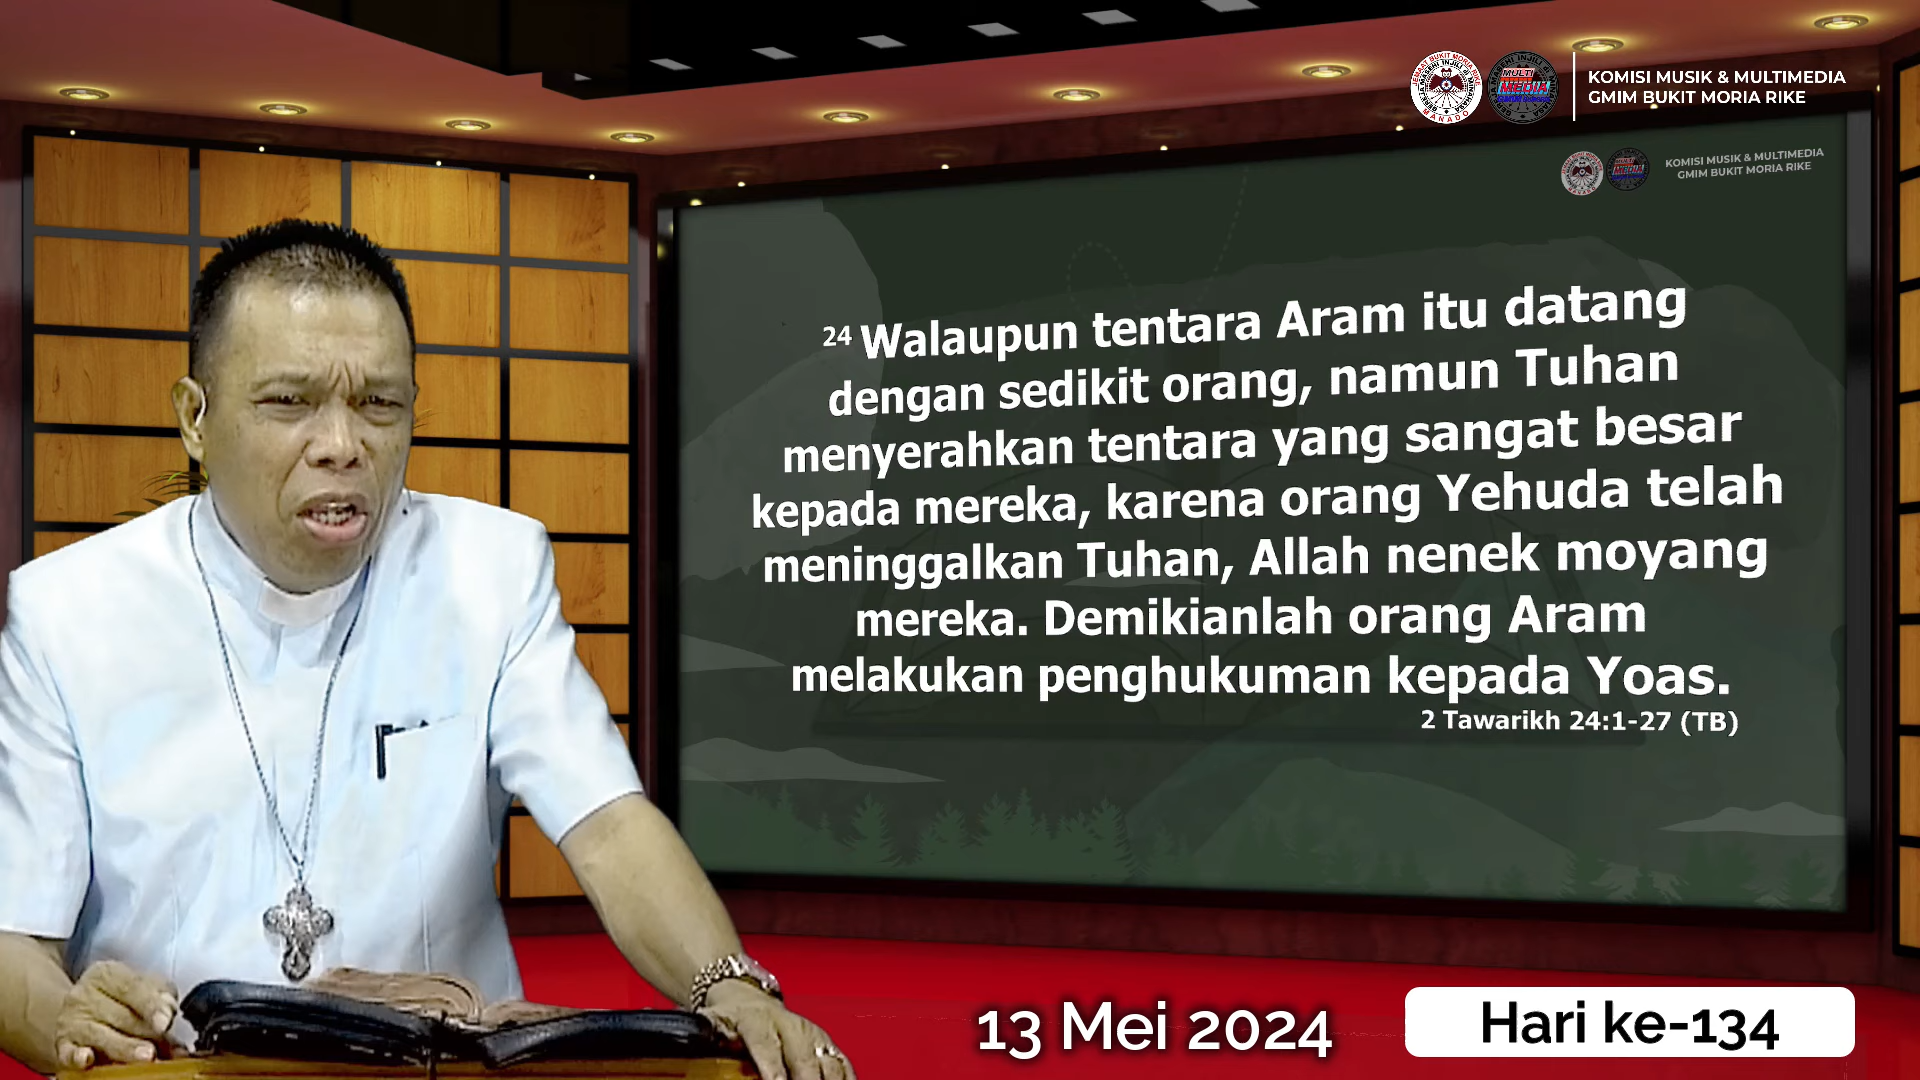 KOMISI MUSIK & MULTIMEDIA
GMIM BUKIT MORIA RIKE
KOMISI MUSIK & MULTIMEDIA
GMIM BUKIT MORIA RIKE
MULTI
MEDIA
MANADO
24 Walaupun tentara Aram itu datang
dengan sedikit orang, namun Tuhan
menyerahkan tentara yang sangat besar
kepada mereka, karena orang Yehuda telah
meninggalkan Tuhan, Allah nenek moyang
mereka. Demikianlah orang Aram
melakukan penghukuman kepada Yoas.
2 Tawarikh 24:1-27 (TB)
13 Mei 2024
Hari ke-134